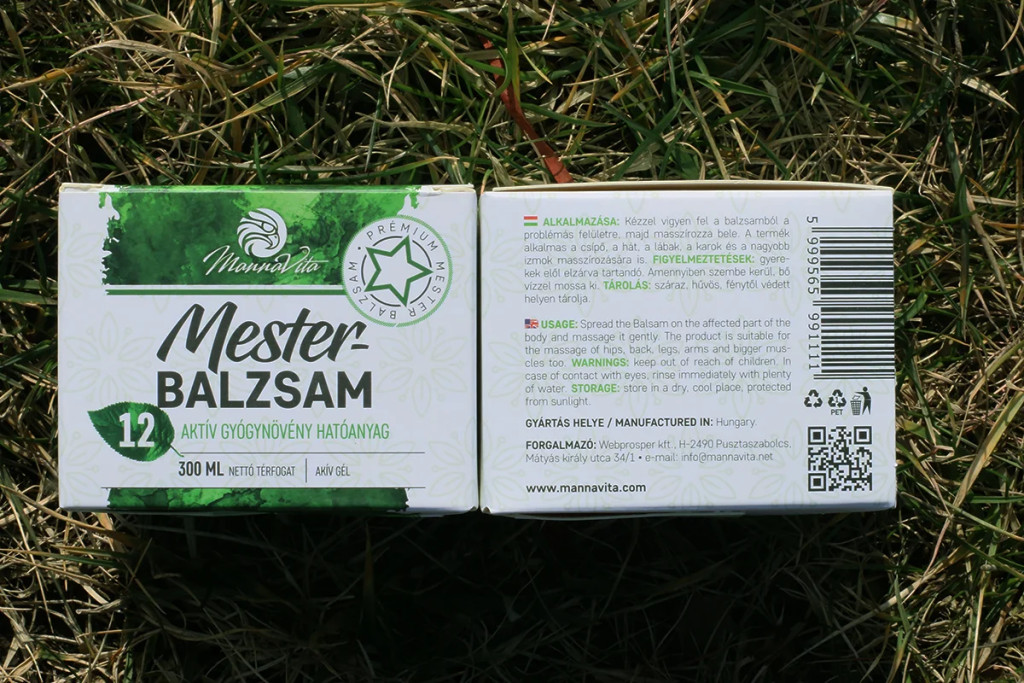 MannaVita
PRÉMIUM MESTER BALZSAM
Mester-
BALZSAM
12
AKTÍV GYÓGYNÖVÉNY HATÓANYAG
300 ML NETTÓ TÉRFOGAT | AKÍV GÉL
ALKALMAZÁSA: Kézzel vigyen fel a balzsamból a
problémás felületre, majd masszírozza bele. A termék
alkalmas a csípő, a hát, a lábak, a karok és a nagyobb
izmok masszírozására is. FIGYELMEZTETÉSEK: gyere-
kek elől elzárva tartandó. Amennyiben szembe kerül, bő
vízzel mossa ki. TÁROLÁS: száraz, hűvös, fénytől védett
helyen tárolja.
USAGE: Spread the Balsam on the affected part of the
body and massage it gently. The product is suitable for
the massage of hips, back, legs, arms and bigger mus-
cles too. WARNINGS: keep out of reach of children. In
case of contact with eyes, rinse immediately with plenty
of water. STORAGE: store in a dry, cool place, protected
from sunlight.
GYÁRTÁS HELYE / MANUFACTURED IN: Hungary
FORGALMAZÓ: Webprosper kft., H-2490 Pusztaszabolcs,
Mátyás király utca 34/1 • e-mail: info@mannavita.net
www.mannavita.com
5 999565 991111
PET